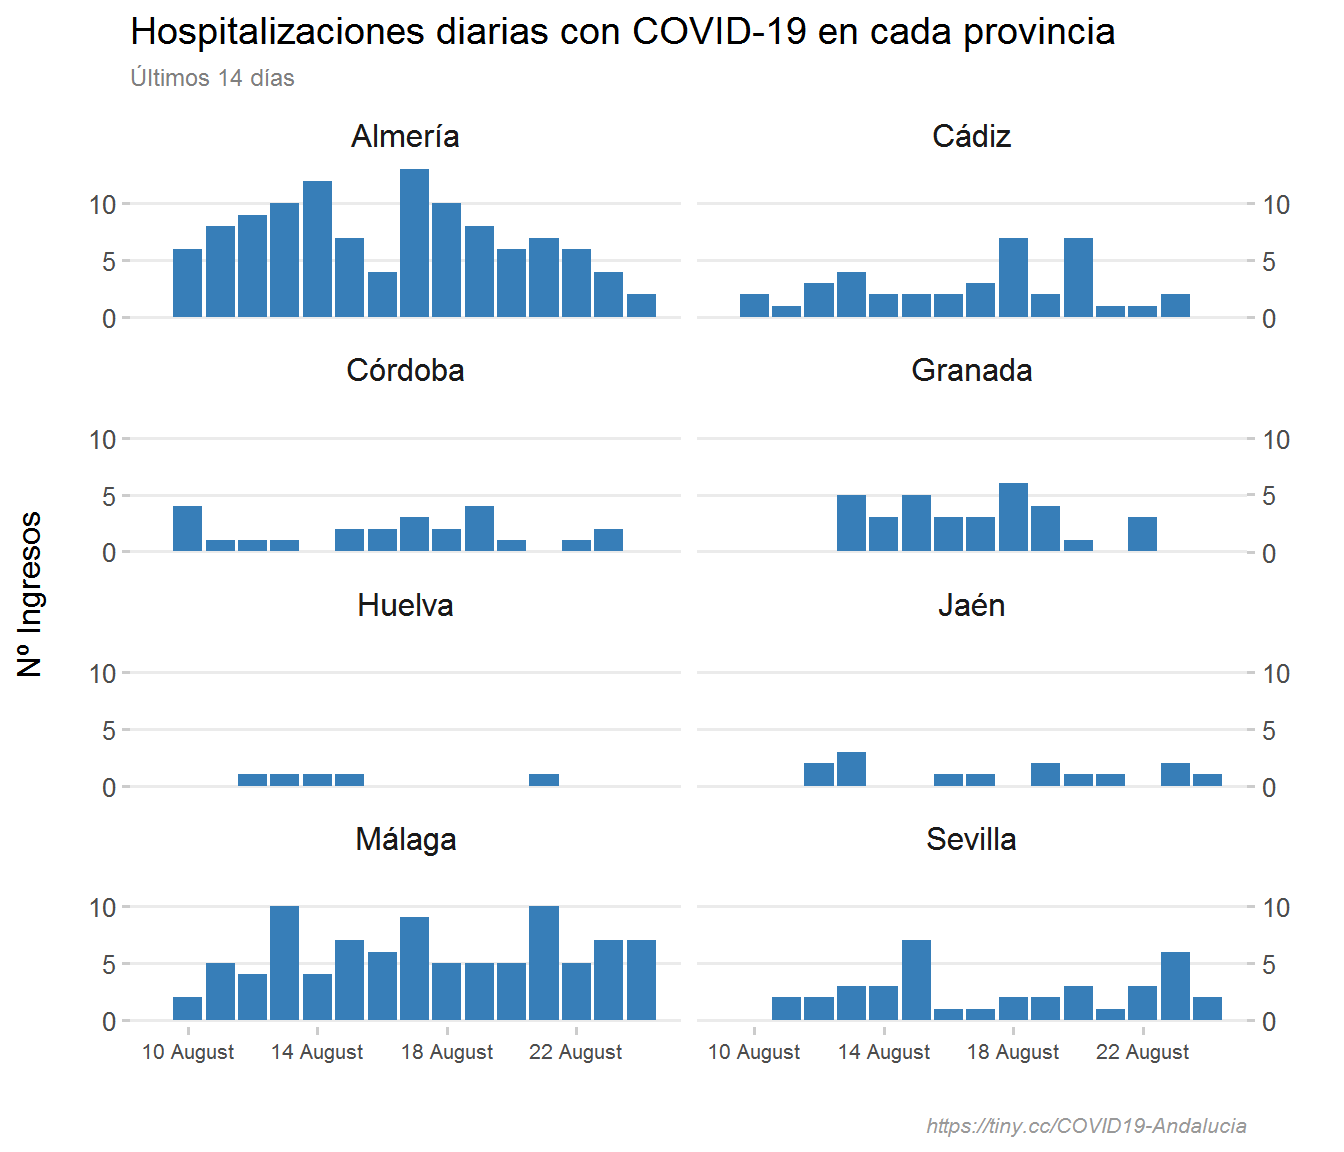 Hospitalizaciones diarias con COVID-19 en cada provincia
Últimos 14 días
Nº Ingresos
Almería
Cádiz
10
5
0
10
5
0
Córdoba
Granada
10
5
0
10
5
0
Huelva
Jaén
10
5
0
10
5
0
Málaga
Sevilla
10
5
0
10
5
0
10 August 14 August 18 August 22 August
10 August 14 August 18 August 22 August
https://tiny.cc/COVID19-Andalucia